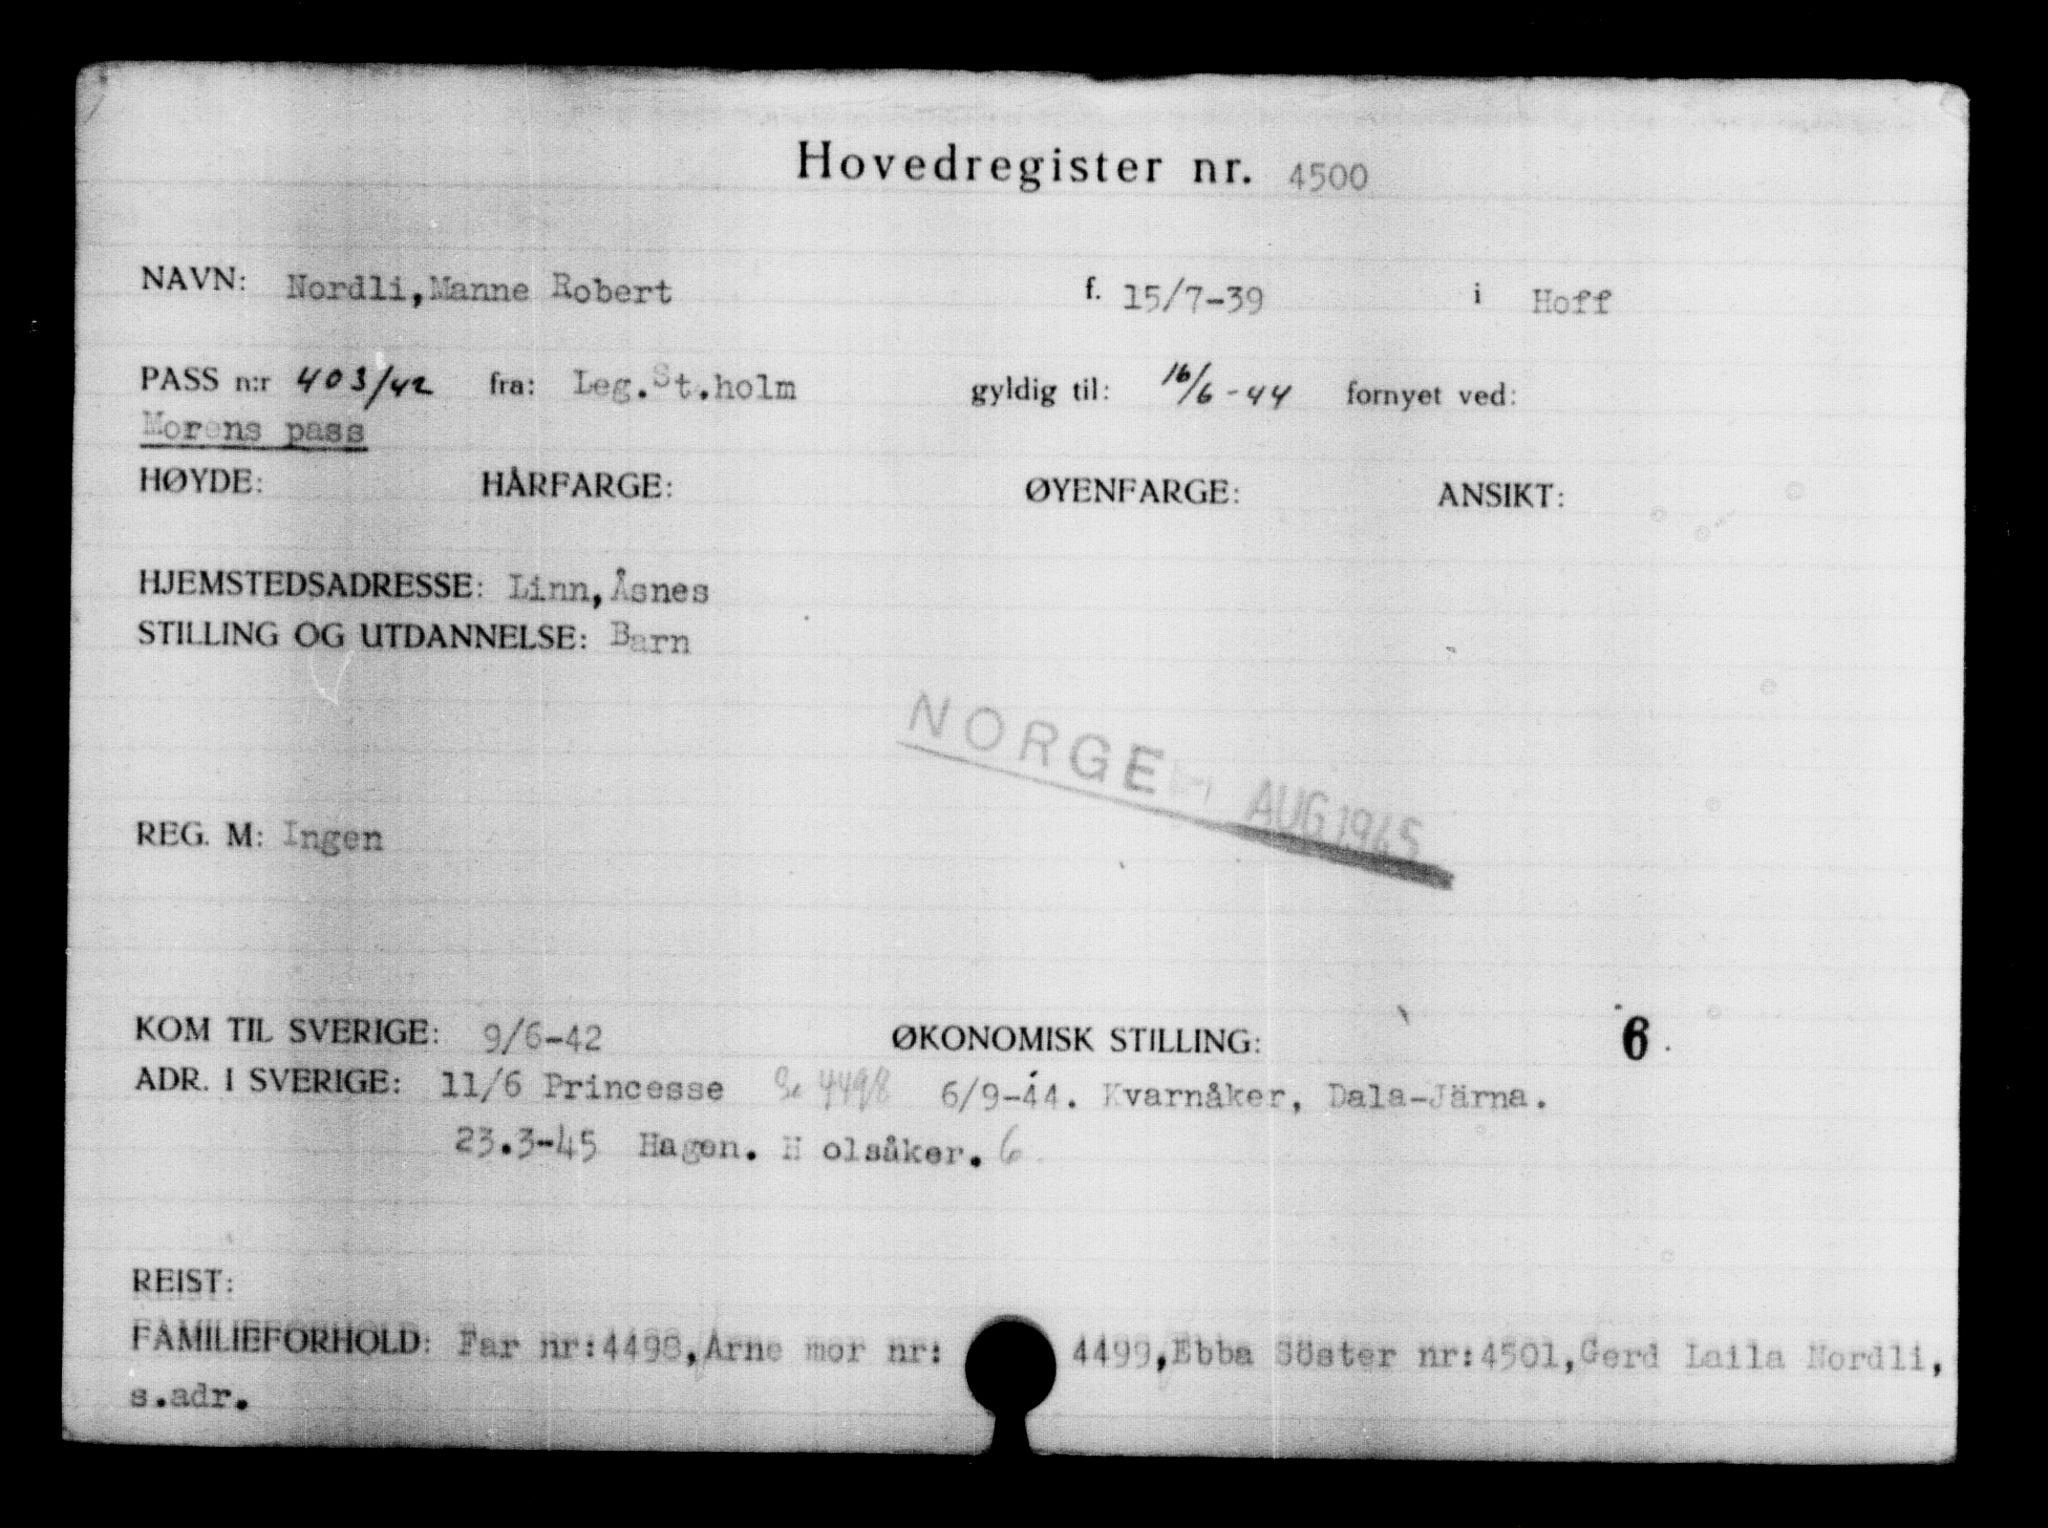 Hovedregister nr. 4500
NAVN: Nordli,Manne Robert f. 15/7-39 i Hoff
PASS n:r 403/42 fra: Leg.St.holm gyldig til: 16/6-44 fornyet ved:
Morens pass
HØYDE: HÅRFARGE: ØYENFARGE: ANSIKT:
HJEMSTEDSADRESSE: Linn,Åsnes
STILLING OG UTDANNELSE: Barn
NORGE AUG 1945
REG. M: Ingen
KOM TIL SVERIGE: 9/6-42 ØKONOMISK STILLING: 6
ADR. I SVERIGE: 11/6 Princesse Se 4498 6/9-44. Kvarnåker, Dala-Järna.
23.3-45 Hagen. H olsåker. 6
REIST:
FAMILIEFORHOLD: Far nr:4498,Arne mor nr: 4499,Ebba Söster nr:4501,Gerd Laila Nordli,
s.adr.